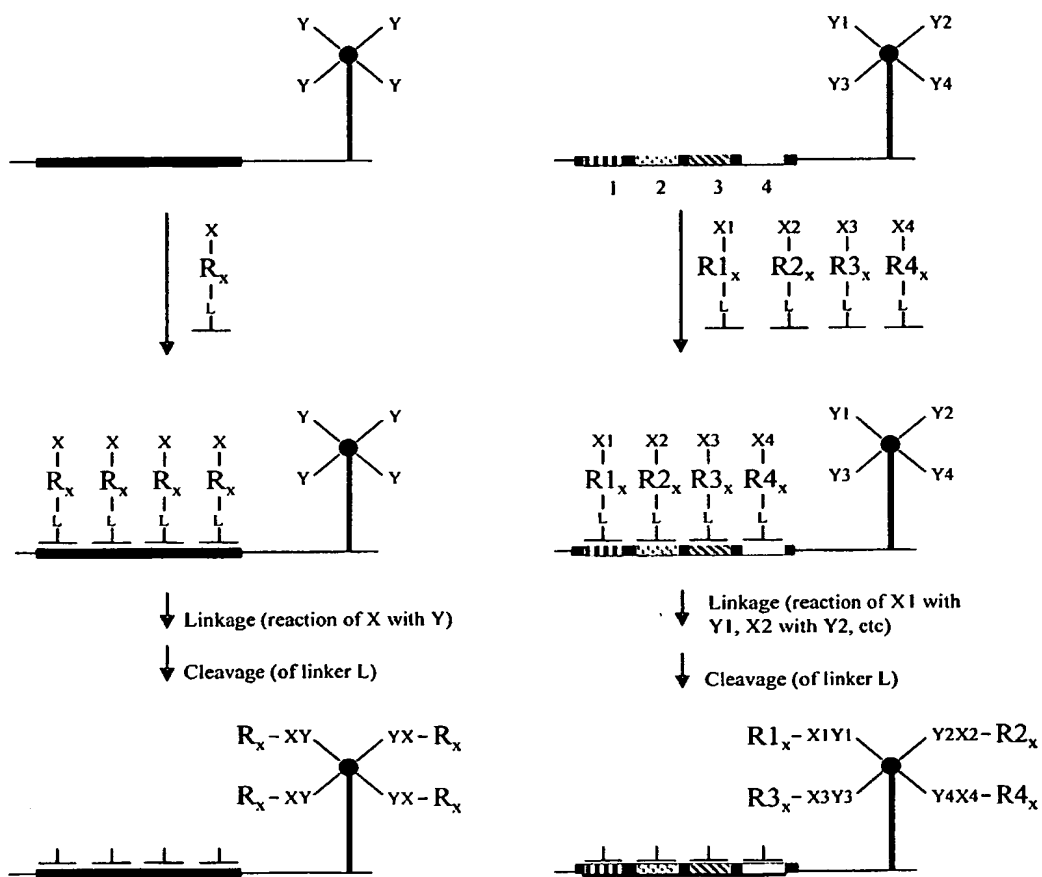 Y Y Y1 Y2
Y Y Y3 Y4
1 2 3 4
X X1 X2 X3 X4
Rx R1x R2x R3x R4x
L L L L L
Y Y Y1 Y2
X X X X X1 X2 X3 X4
Rx Rx Rx Rx Y Y R1x R2x R3x R4x Y3 Y4
L L L L L L L L
Linkage (reaction of X with Y)
Linkage (reaction of X1 with
Y1, X2 with Y2, etc)
Cleavage (of linker L)
Cleavage (of linker L)
Rx - XY YX - Rx
R1x - X1Y1 Y2X2 - R2x
Rx - XY YX - Rx
R3x - X3Y3 Y4X4 - R4x